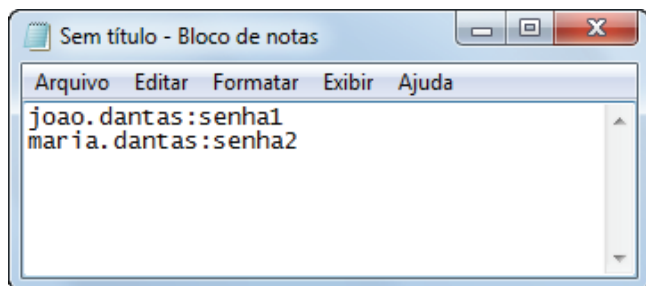 Sem título - Bloco de notas
Arquivo Editar Formatar Exibir Ajuda
joao.dantas:senha1
maria.dantas:senha2